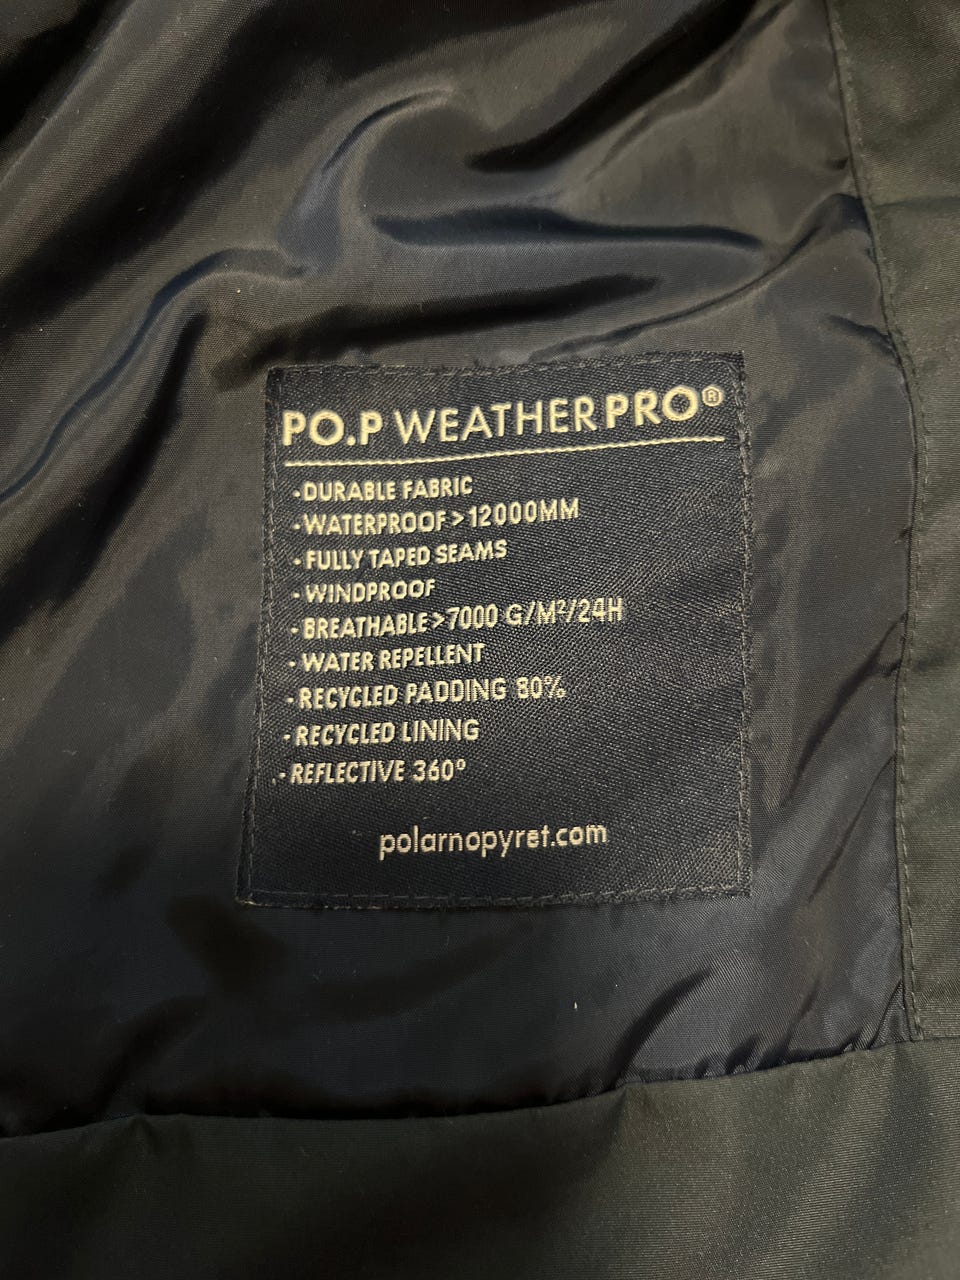 PO.P WEATHERPRO®
-DURABLE FABRIC
-WATERPROOF>12000MM
-FULLY TAPED SEAMS
-WINDPROOF
-BREATHABLE>7000 G/M²/24H
-WATER REPELLENT
-RECYCLED PADDING 80%
-RECYCLED LINING
-REFLECTIVE 360°
polarnopyret.com